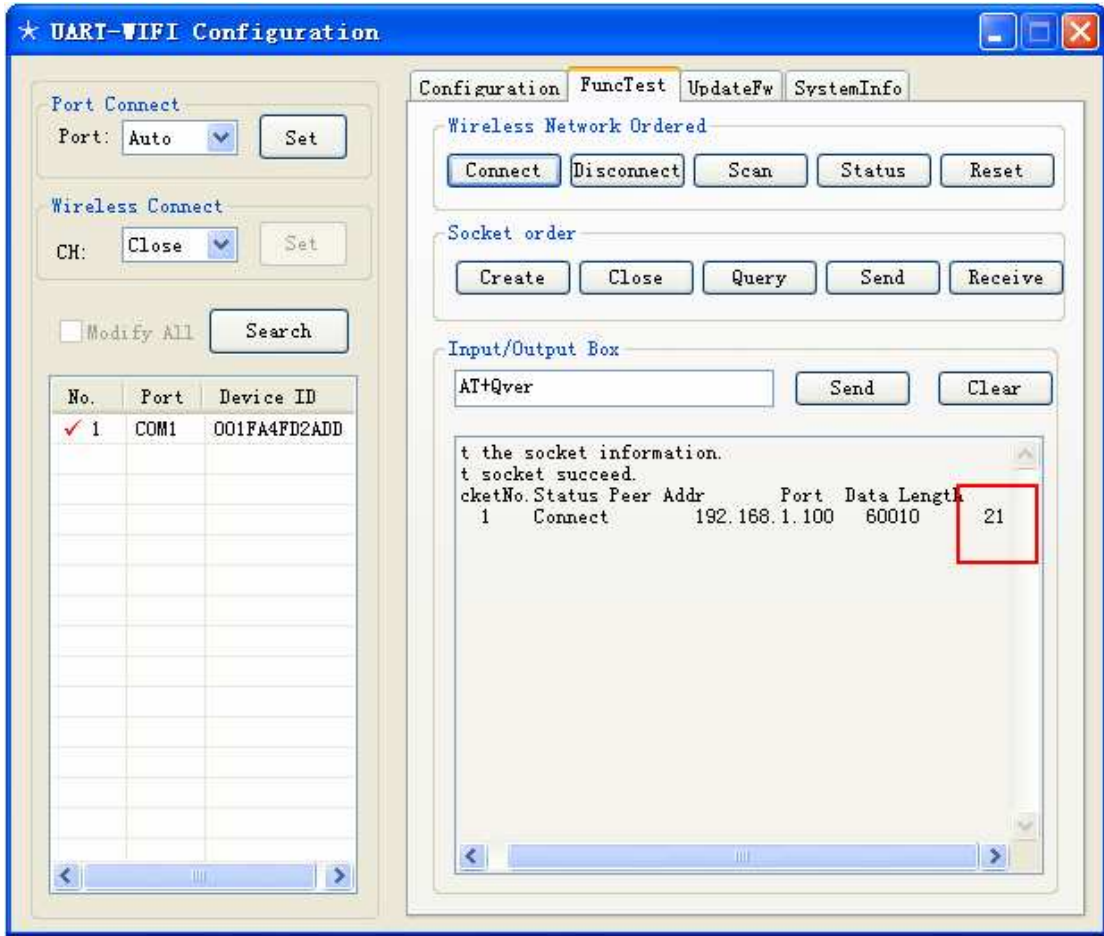 UART-WIFI Configuration
Port Connect
Port: Auto Set
Wireless Connect
CH: Close Set
Modify All Search
No. Port Device ID
1 COM1 001FA4FD2ADD
Configuration FuncTest UpdateFw SystemInfo
Wireless Network Ordered
Connect Disconnect Scan Status Reset
Socket order
Create Close Query Send Receive
Input/Output Box
AT+Qver Send Clear
t the socket information.
t socket succeed.
cketNo. Status Peer Addr Port Data Length
1 Connect 192.168.1.100 60010 21